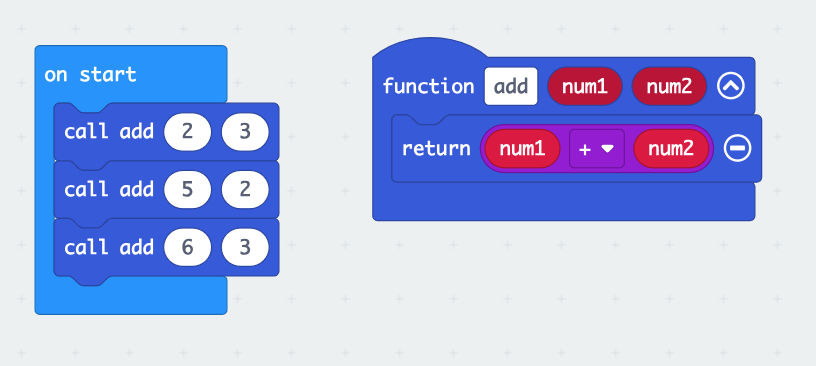 on start
call add 2 3
call add 5 2
call add 6 3
function add num1 num2
return num1 + num2